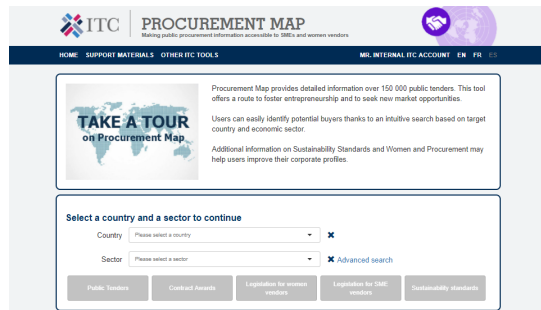 ITC PROCUREMENT MAP
Making public procurement information accessible to SMEs and women vendors
HOME SUPPORT MATERIALS OTHER ITC TOOLS MR. INTERNAL ITC ACCOUNT EN FR ES
TAKE A TOUR
on Procurement Map
Procurement Map provides detailed information over 150 000 public tenders. This tool
offers a route to foster entrepreneurship and to seek new market opportunities.
Users can easily identify potential buyers thanks to an intuitive search based on target
country and economic sector.
Additional information on Sustainability Standards and Women and Procurement may
help users improve their corporate profiles.
Select a country and a sector to continue
Country Please select a country
Sector Please select a sector Advanced search
Public Tenders Contract Awards Legislation for women vendors Legislation for SME vendors Sustainability standards